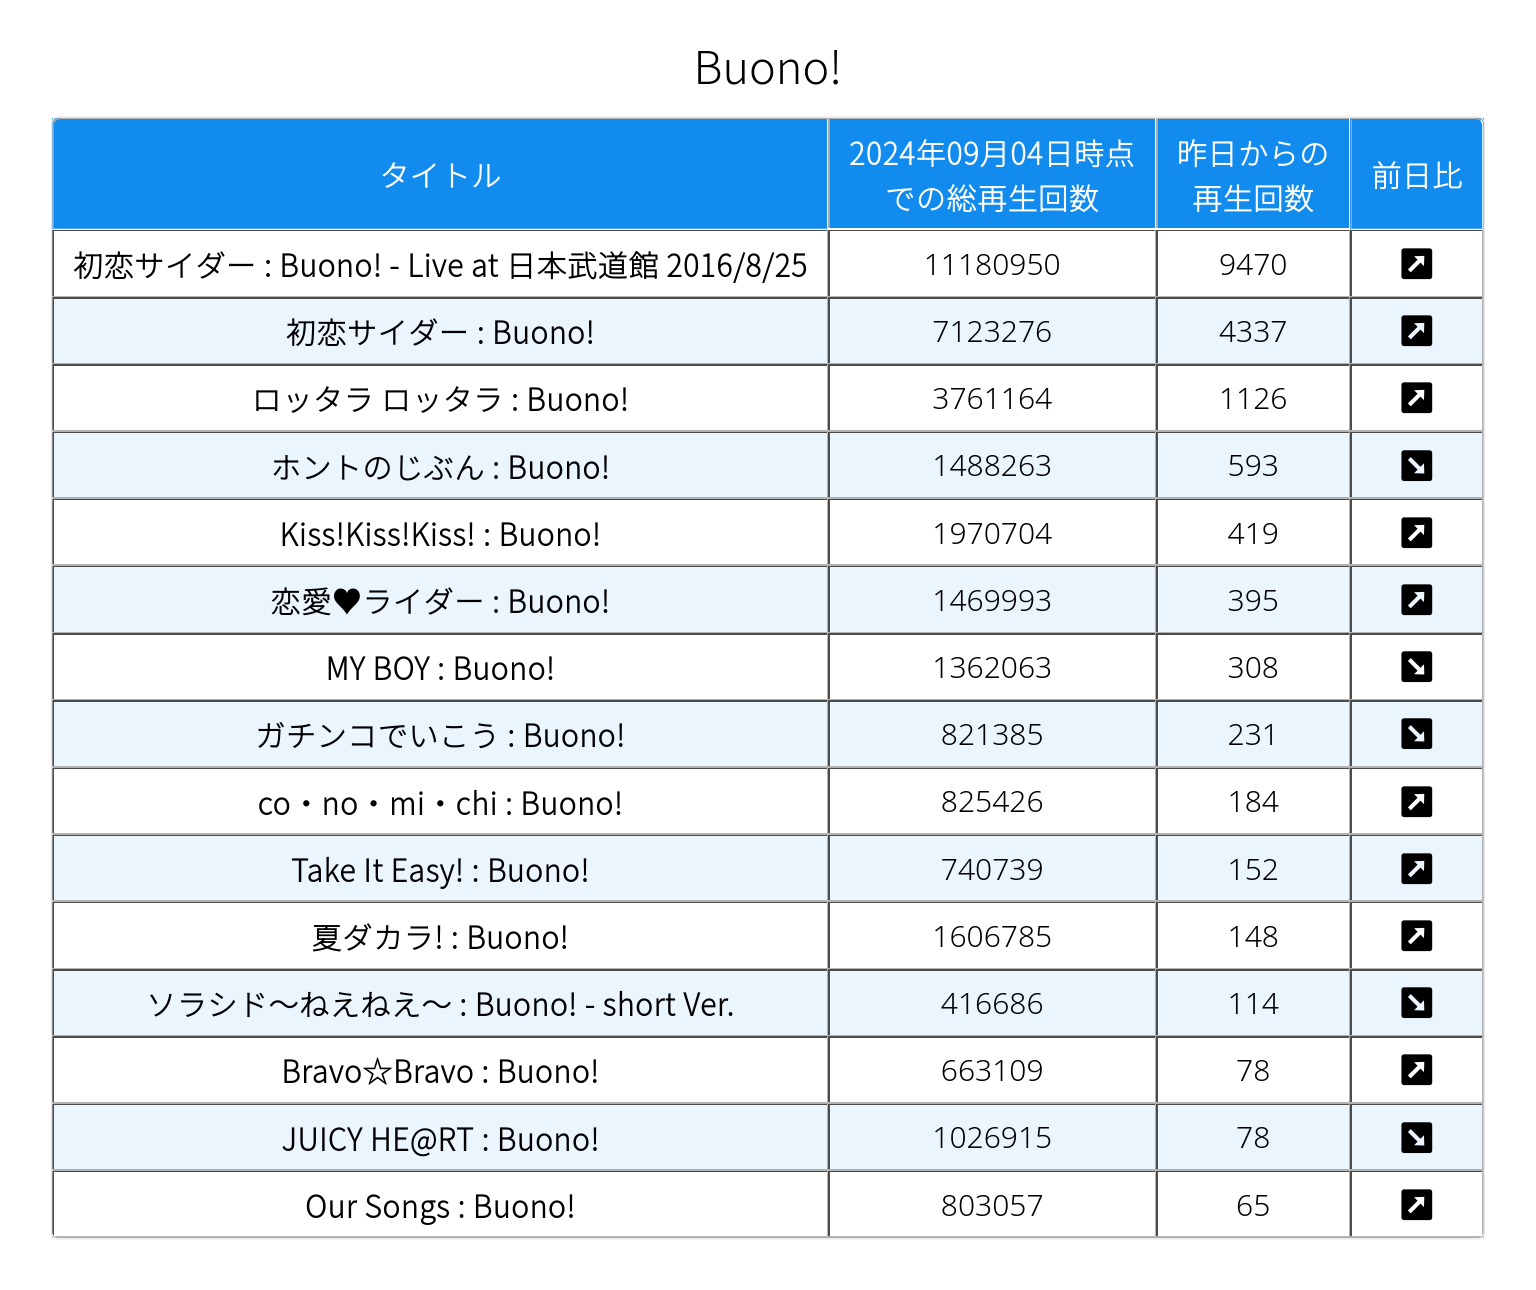 Buono!
タイトル 2024年09月04日時点 昨日からの 前日比
での総再生回数 再生回数
初恋サイダー : Buono! - Live at 日本武道館 2016/8/25 11180950 9470 ↗
初恋サイダー : Buono! 7123276 4337 ↗
ロッタラ ロッタラ : Buono! 3761164 1126 ↗
ホントのじぶん : Buono! 1488263 593 ↘
Kiss!Kiss!Kiss! : Buono! 1970704 419 ↗
恋愛♥ライダー : Buono! 1469993 395 ↗
MY BOY : Buono! 1362063 308 ↘
ガチンコでいこう : Buono! 821385 231 ↘
co・no・mi・chi : Buono! 825426 184 ↗
Take It Easy! : Buono! 740739 152 ↗
夏ダカラ! : Buono! 1606785 148 ↗
ソラシド〜ねえねえ〜 : Buono! - short Ver. 416686 114 ↘
Bravo☆Bravo : Buono! 663109 78 ↗
JUICY HE@RT : Buono! 1026915 78 ↘
Our Songs : Buono! 803057 65 ↗